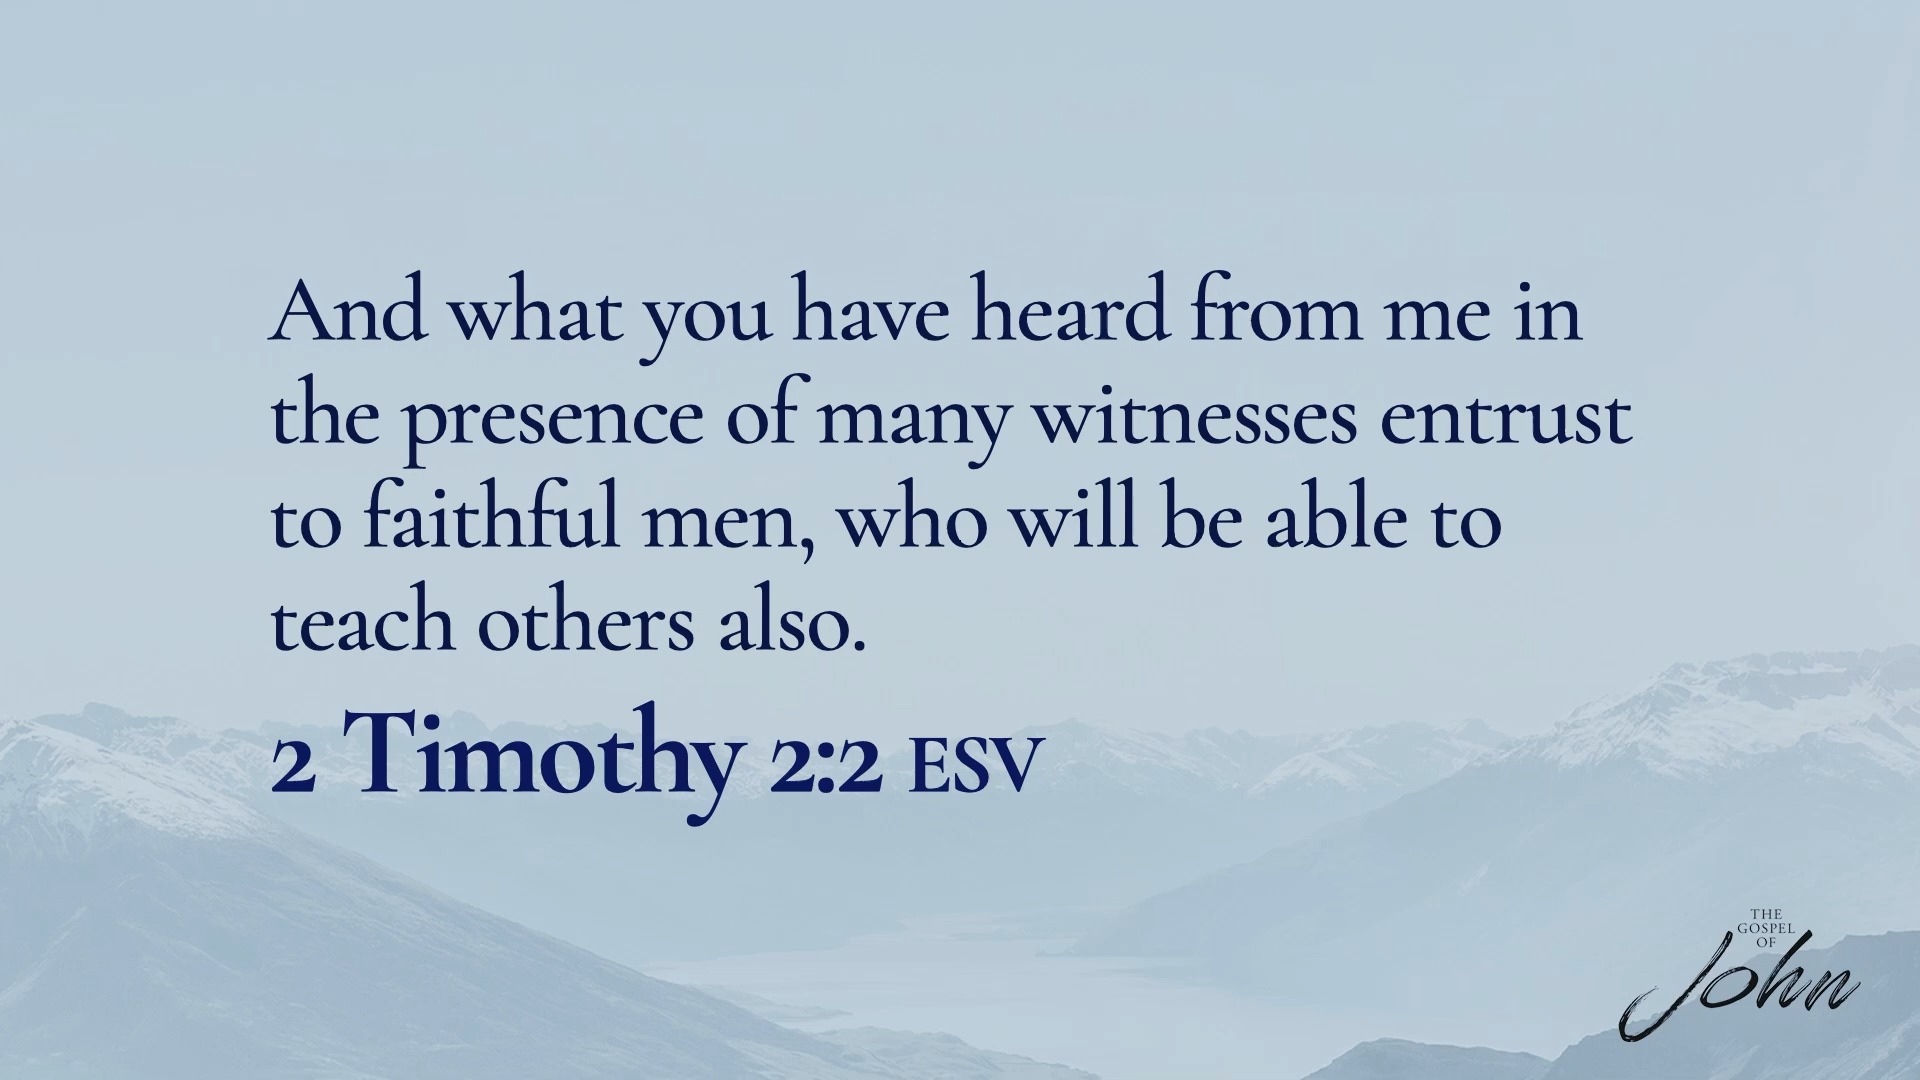 And what you have heard from me in
the presence of many witnesses entrust
to faithful men, who will be able to
teach others also.
2 Timothy 2:2 ESV
THE
GOSPEL
OF
John